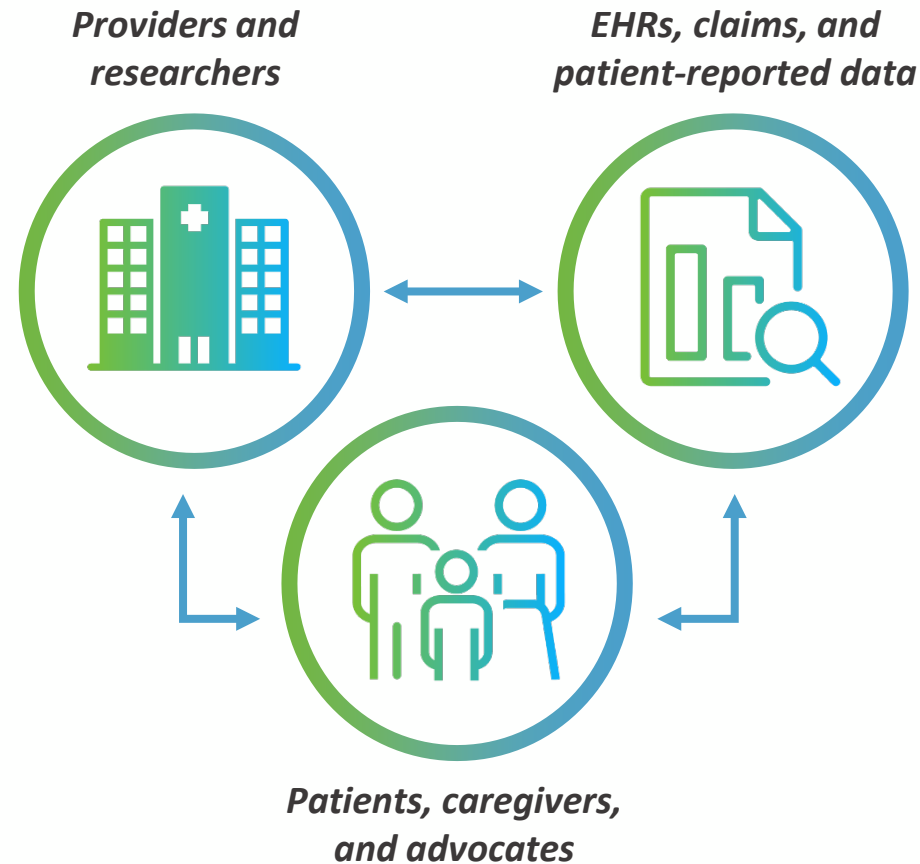 Providers and
researchers
EHRs, claims, and
patient-reported data
Patients, caregivers,
and advocates